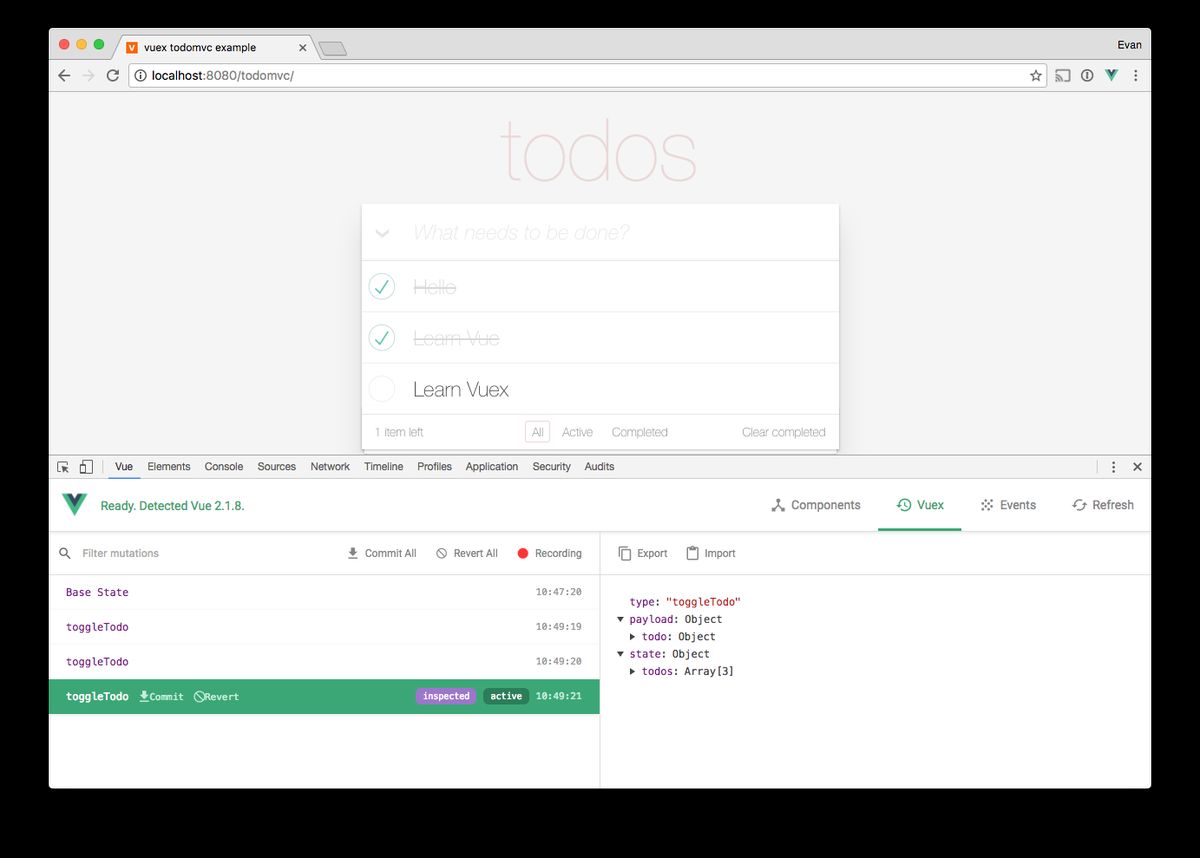 vuex todomvc example
Evan
localhost:8080/todomvc/
todos
What needs to be done?
Hello
Learn Vue
Learn Vuex
1 item left All Active Completed Clear completed
Vue Elements Console Sources Network Timeline Profiles Application Security Audits
Ready. Detected Vue 2.1.8. Components Vuex Events Refresh
Filter mutations Commit All Revert All Recording Export Import
Base State 10:47:20
toggleTodo 10:49:19
toggleTodo 10:49:20
toggleTodo Commit Revert inspected active 10:49:21
type: "toggleTodo"
payload: Object
todo: Object
state: Object
todos: Array[3]